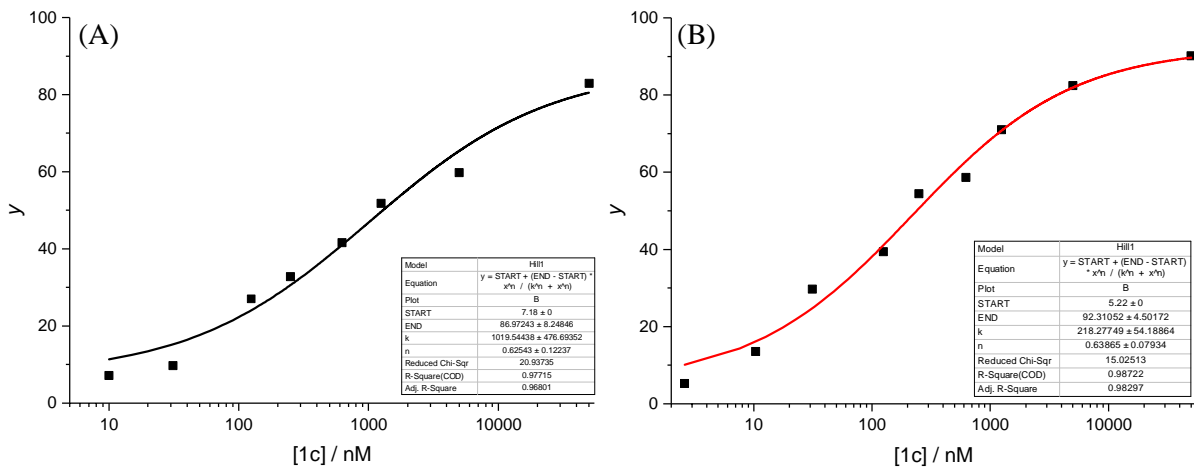 (A)
100
80
60
40
20
0
y
10 100 1000 10000
[1c] / nM
Model Hill1
Equation y = START + (END - START) *
x^n / (k^n + x^n)
Plot B
START 7.18 ± 0
END 86.97243 ± 8.24846
k 1019.54438 ± 476.69352
n 0.62543 ± 0.12237
Reduced Chi-Sqr 20.93735
R-Square(COD) 0.97715
Adj. R-Square 0.96801
(B)
100
80
60
40
20
0
y
10 100 1000 10000
[1c] / nM
Model Hill1
Equation y = START + (END - START)
* x^n / (k^n + x^n)
Plot B
START 5.22 ± 0
END 92.31052 ± 4.50172
k 218.27749 ± 54.18864
n 0.63865 ± 0.07934
Reduced Chi-Sqr 15.02513
R-Square(COD) 0.98722
Adj. R-Square 0.98297